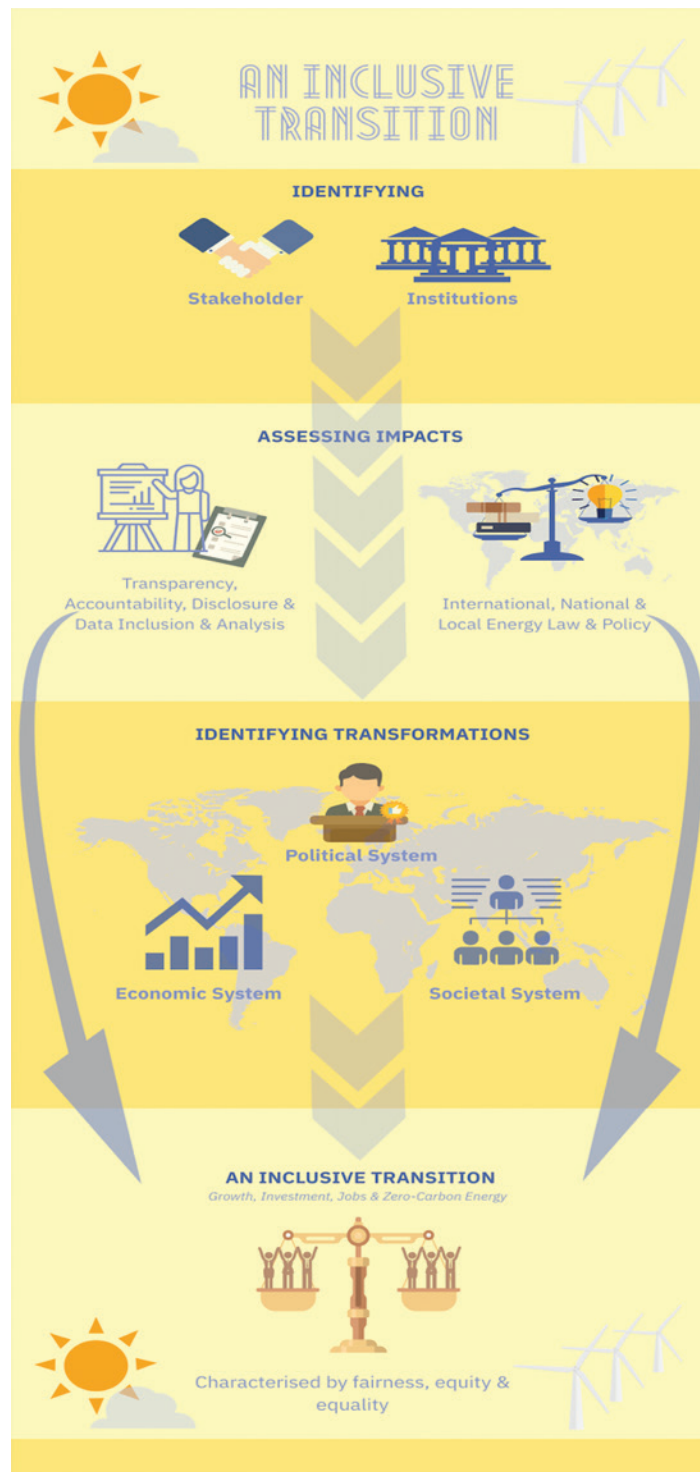 AN INCLUSIVE
TRANSITION
IDENTIFYING
Stakeholder
Institutions
ASSESSING IMPACTS
Transparency,
Accountability, Disclosure &
Data Inclusion & Analysis
International, National &
Local Energy Law & Policy
IDENTIFYING TRANSFORMATIONS
Political System
Economic System
Societal System
AN INCLUSIVE TRANSITION
Growth, Investment, Jobs & Zero-Carbon Energy
Characterised by fairness, equity &
equality